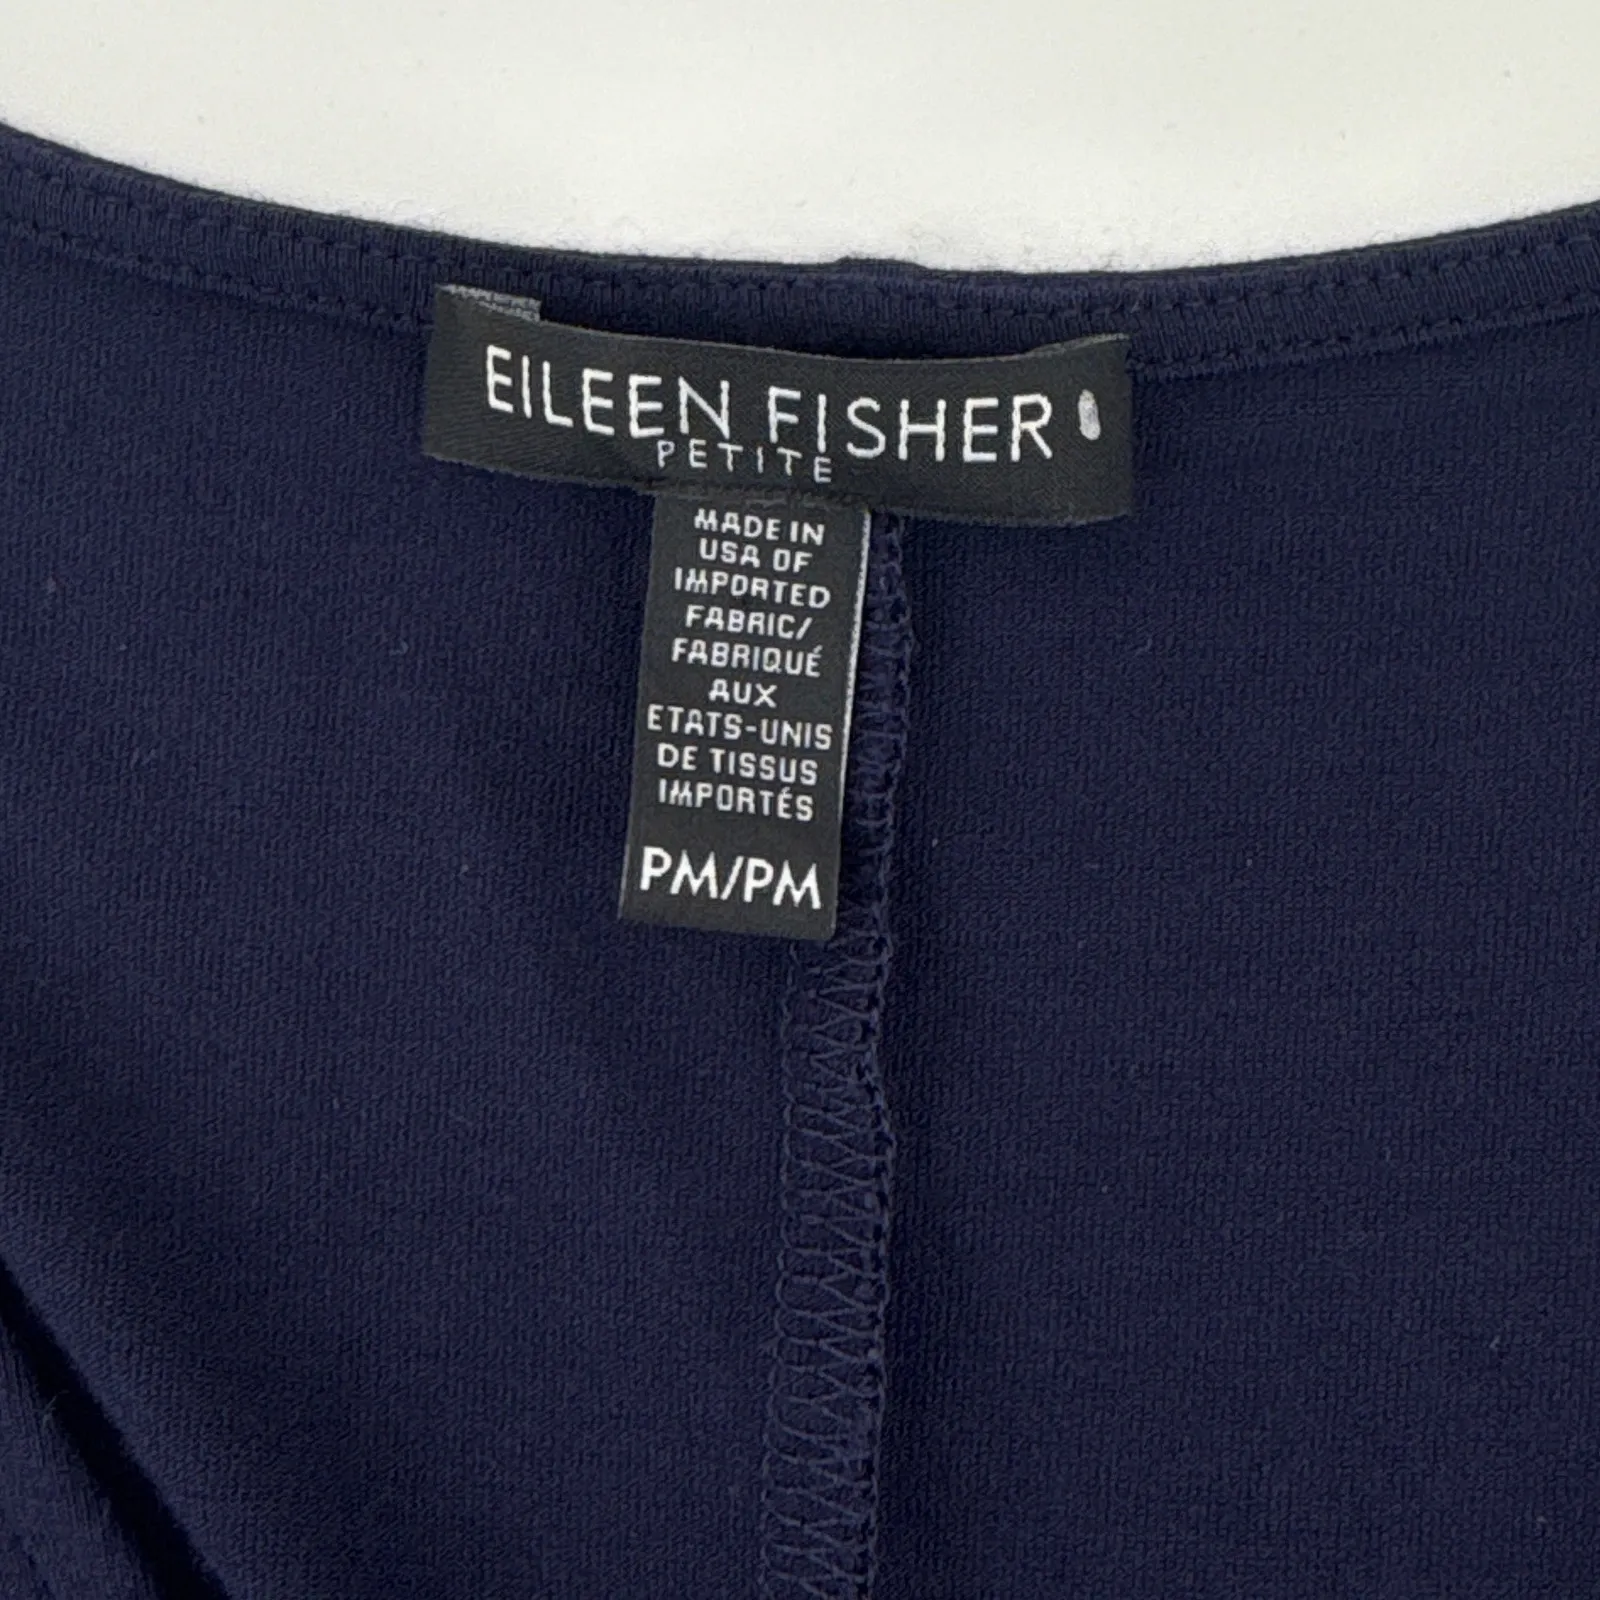 EILEEN FISHER
PETITE
MADE IN
USA OF
IMPORTED
FABRIC/
FABRIQUÉ
AUX
ETATS-UNIS
DE TISSUS
IMPORTÉS
PM/PM